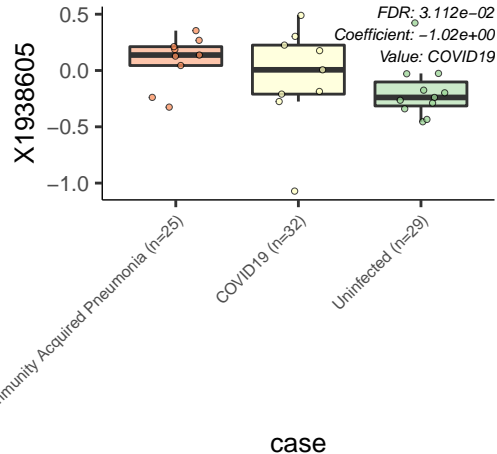 FDR: 3.112e−02
Coefficient: −1.02e+00
Value: COVID19
X1938605
0.5
0.0
−0.5
−1.0
Acquired Pneumonia (n=25)
COVID19 (n=32)
Uninfected (n=29)
case